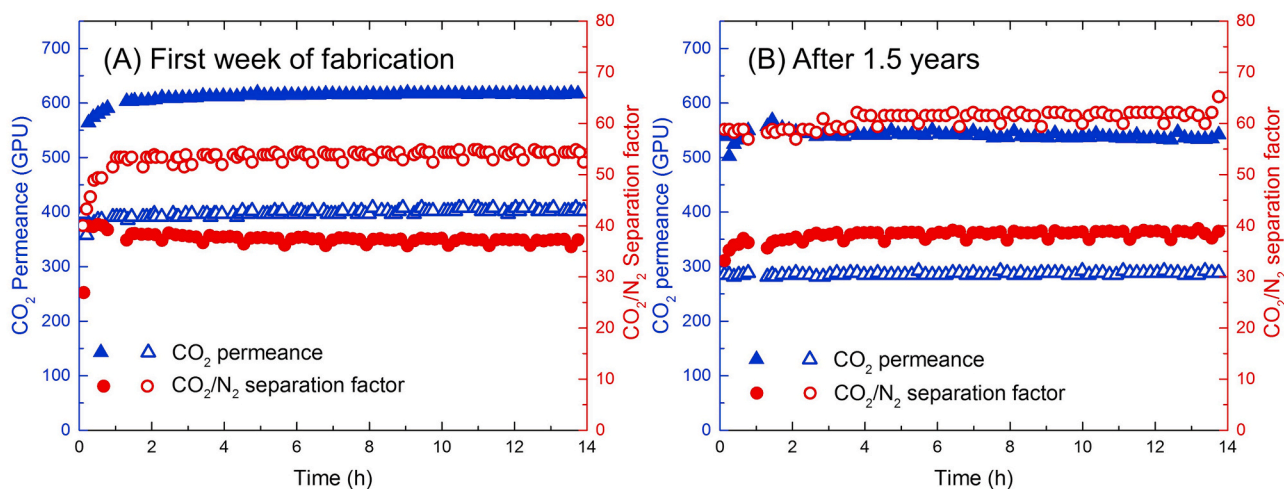 (A) First week of fabrication
CO₂ Permeance (GPU)
700
600
500
400
300
200
100
0
80
70
60
50
40
30
20
10
0
CO₂/N₂ Separation factor
CO₂ permeance
CO₂/N₂ separation factor
0 2 4 6 8 10 12 14
Time (h)
(B) After 1.5 years
CO₂ permeance (GPU)
700
600
500
400
300
200
100
0
80
70
60
50
40
30
20
10
0
CO₂/N₂ separation factor
CO₂ permeance
CO₂/N₂ separation factor
0 2 4 6 8 10 12 14
Time (h)